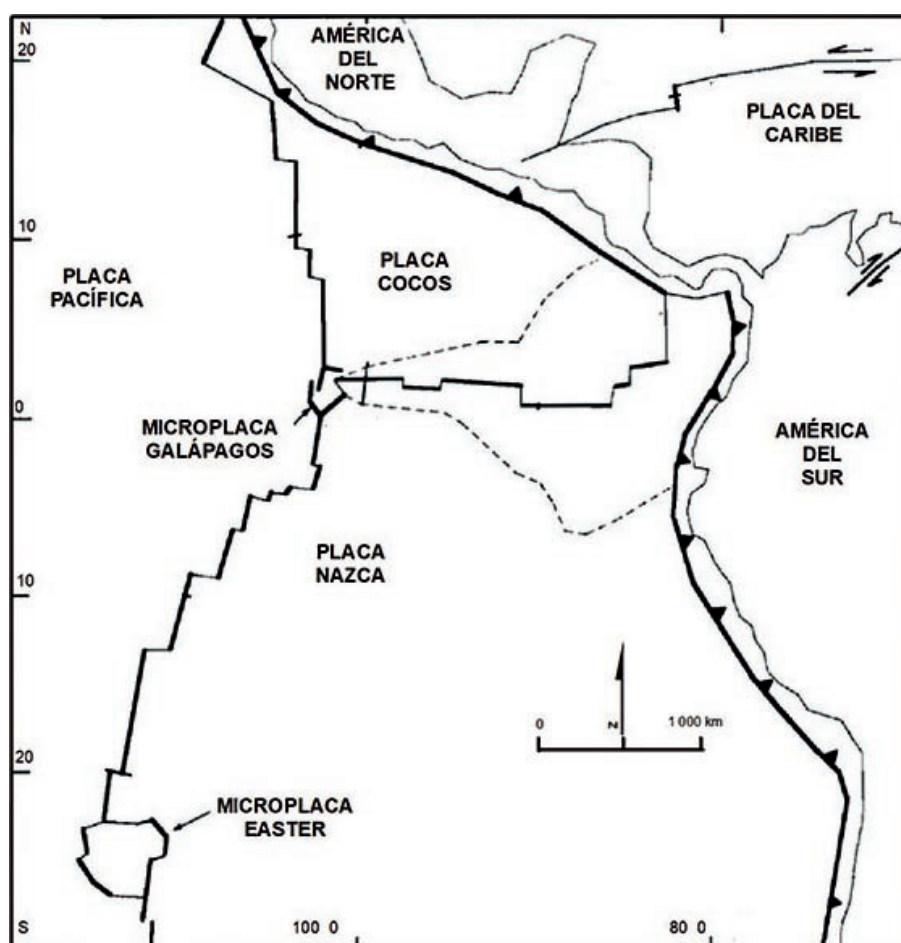 N
20
AMÉRICA
DEL
NORTE
PLACA DEL
CARIBE
10
PLACA
PACÍFICA
PLACA
COCOS
0
MICROPLACA
GALÁPAGOS
AMÉRICA
DEL
SUR
PLACA
NAZCA
10
0
N
1 000 km
20
MICROPLACA
EASTER
S
100 0
80 0